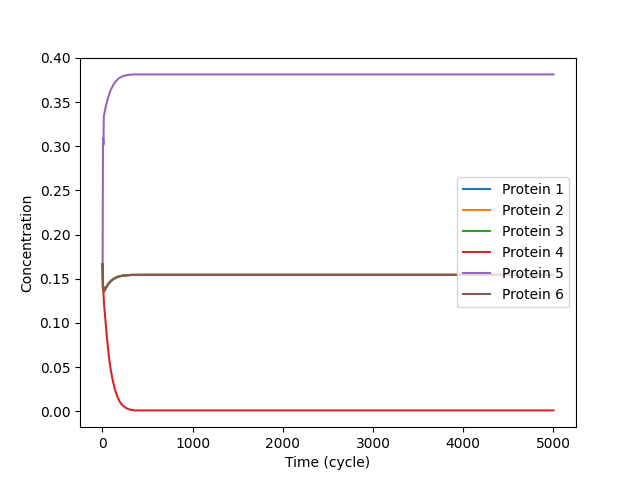 0.40
0.35
0.30
0.25
0.20
0.15
0.10
0.05
0.00
Concentration
Protein 1
Protein 2
Protein 3
Protein 4
Protein 5
Protein 6
0 1000 2000 3000 4000 5000
Time (cycle)